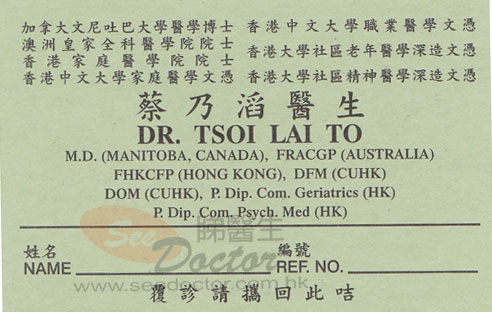 加拿大文尼吐巴大學醫學博士 香港中文大學職業醫學文憑
澳洲皇家全科醫學院院士 香港大學社區老年醫學深造文憑
香港家庭醫學院院士
香港中文大學家庭醫學文憑 香港大學社區精神醫學深造文憑
蔡乃滔醫生
DR. TSOI LAI TO
M.D. (MANITOBA, CANADA), FRACGP (AUSTRALIA)
FHKCFP (HONG KONG), DFM (CUHK)
DOM (CUHK), P. Dip. Com. Geriatrics (HK)
P. Dip. Com. Psych. Med (HK)
See Doctor 睇醫生
姓名 編號
NAME REF. NO.
www.seedoctor.com.hk
覆診請攜回此咭